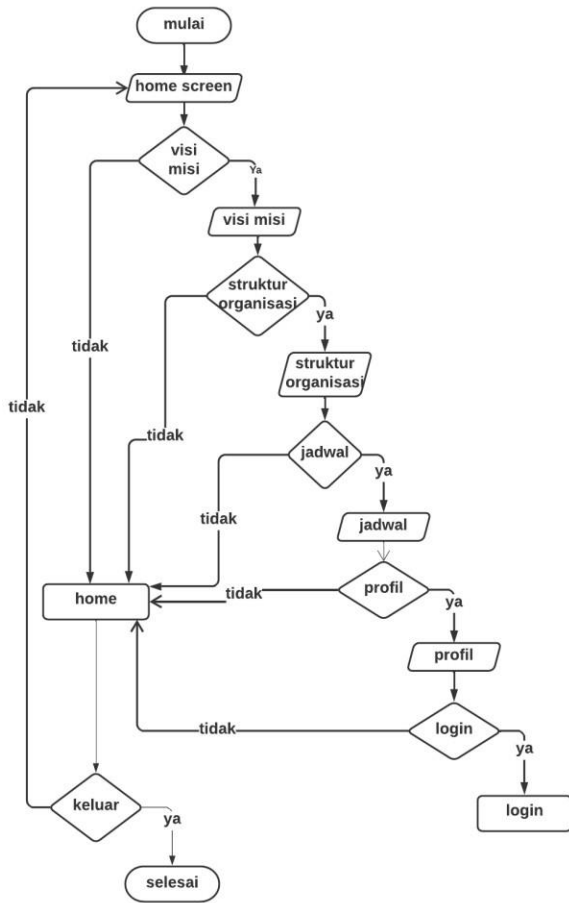 mulai
home screen
visi
misi
Ya
visi misi
struktur
organisasi
ya
tidak
struktur
organisasi
tidak
tidak
jadwal
ya
tidak
jadwal
home
tidak
profil
ya
profil
tidak
login
ya
keluar
ya
login
selesai